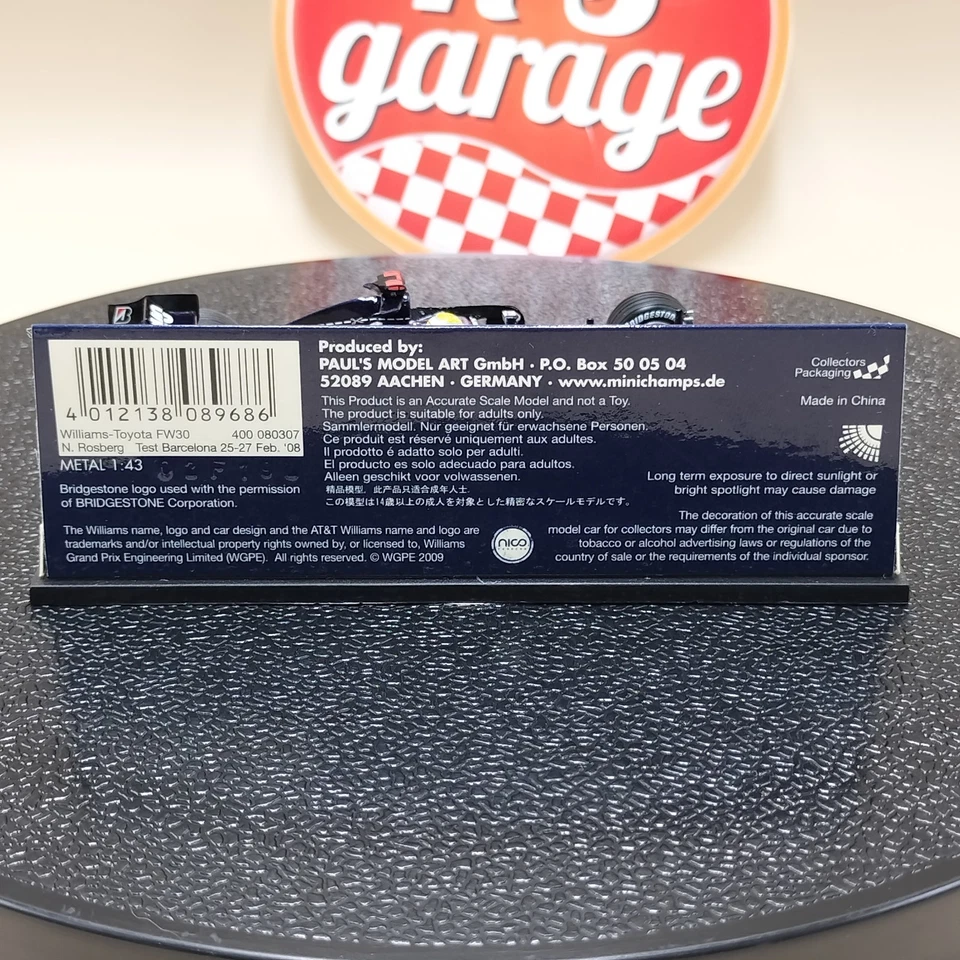 garage
BRIDGESTONE
4 012138 089686
Williams-Toyota FW30 400 080307
N. Rosberg Test Barcelona 25-27 Feb. '08
METAL 1:43
Bridgestone logo used with the permission
of BRIDGESTONE Corporation.
The Williams name, logo and car design and the AT&T Williams name and logo are
trademarks and/or intellectual property rights owned by, or licensed to, Williams
Grand Prix Engineering Limited (WGPE). All rights reserved. © WGPE 2009
Produced by:
PAUL'S MODEL ART GmbH · P.O. Box 50 05 04
52089 AACHEN · GERMANY · www.minichamps.de
This Product is an Accurate Scale Model and not a Toy.
The product is suitable for adults only.
Sammlermodell. Nur geeignet für erwachsene Personen.
Ce produit est réservé uniquement aux adultes.
Il prodotto é adatto solo per adulti.
El producto es solo adecuado para adultos.
Alleen geschikt voor volwassenen.
精品模型，此产品只适合成年人士.
この模型は14歳以上の成人を対象とした精密なスケールモデルです。
nico
Collectors
Packaging
Made in China
Long term exposure to direct sunlight or
bright spotlight may cause damage
The decoration of this accurate scale
model car for collectors may differ from the original car due to
tobacco or alcohol advertising laws or regulations of the
country of sale or the requirements of the individual sponsor.